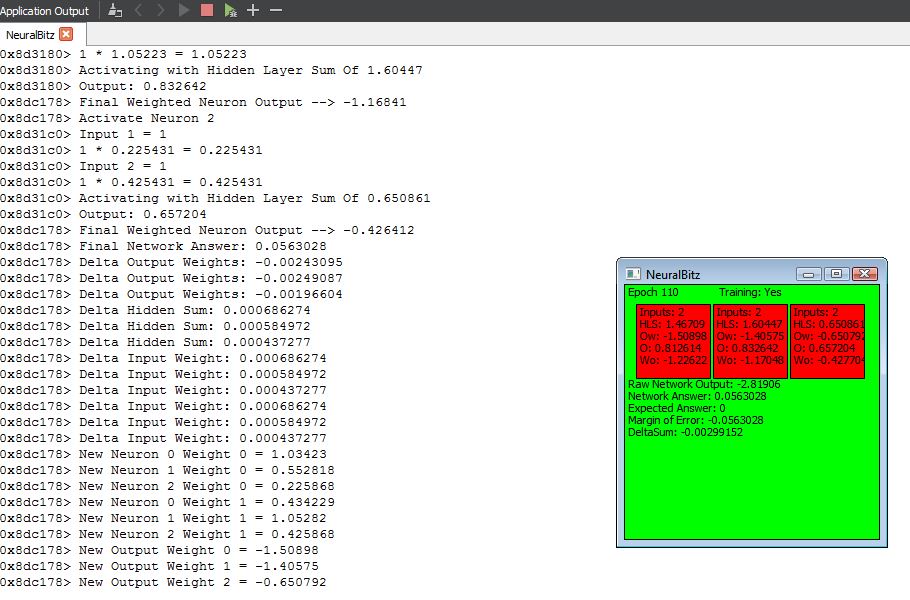 Application Output
NeuralBitz
0x8d3180> 1 * 1.05223 = 1.05223
0x8d3180> Activating with Hidden Layer Sum Of 1.60447
0x8d3180> Output: 0.832642
0x8dc178> Final Weighted Neuron Output --> -1.16841
0x8dc178> Activate Neuron 2
0x8d31c0> Input 1 = 1
0x8d31c0> 1 * 0.225431 = 0.225431
0x8d31c0> Input 2 = 1
0x8d31c0> 1 * 0.425431 = 0.425431
0x8d31c0> Activating with Hidden Layer Sum Of 0.650861
0x8d31c0> Output: 0.657204
0x8dc178> Final Weighted Neuron Output --> -0.426412
0x8dc178> Final Network Answer: 0.0563028
0x8dc178> Delta Output Weights: -0.00243095
0x8dc178> Delta Output Weights: -0.00249087
0x8dc178> Delta Output Weights: -0.00196604
0x8dc178> Delta Hidden Sum: 0.000686274
0x8dc178> Delta Hidden Sum: 0.000584972
0x8dc178> Delta Hidden Sum: 0.000437277
0x8dc178> Delta Input Weight: 0.000686274
0x8dc178> Delta Input Weight: 0.000584972
0x8dc178> Delta Input Weight: 0.000437277
0x8dc178> Delta Input Weight: 0.000686274
0x8dc178> Delta Input Weight: 0.000584972
0x8dc178> Delta Input Weight: 0.000437277
0x8dc178> New Neuron 0 Weight 0 = 1.03423
0x8dc178> New Neuron 1 Weight 0 = 0.552818
0x8dc178> New Neuron 2 Weight 0 = 0.225868
0x8dc178> New Neuron 0 Weight 1 = 0.434229
0x8dc178> New Neuron 1 Weight 1 = 1.05282
0x8dc178> New Neuron 2 Weight 1 = 0.425868
0x8dc178> New Output Weight 0 = -1.50898
0x8dc178> New Output Weight 1 = -1.40575
0x8dc178> New Output Weight 2 = -0.650792
NeuralBitz
Epoch 110 Training: Yes
Inputs: 2
HLS: 1.46709
Ow: -1.50898
O: 0.812614
Wo: -1.22622
Inputs: 2
HLS: 1.60447
Ow: -1.40575
O: 0.832642
Wo: -1.17048
Inputs: 2
HLS: 0.650861
Ow: -0.650792
O: 0.657204
Wo: -0.427704
Raw Network Output: -2.81906
Network Answer: 0.0563028
Expected Answer: 0
Margin of Error: -0.0563028
DeltaSum: -0.00299152